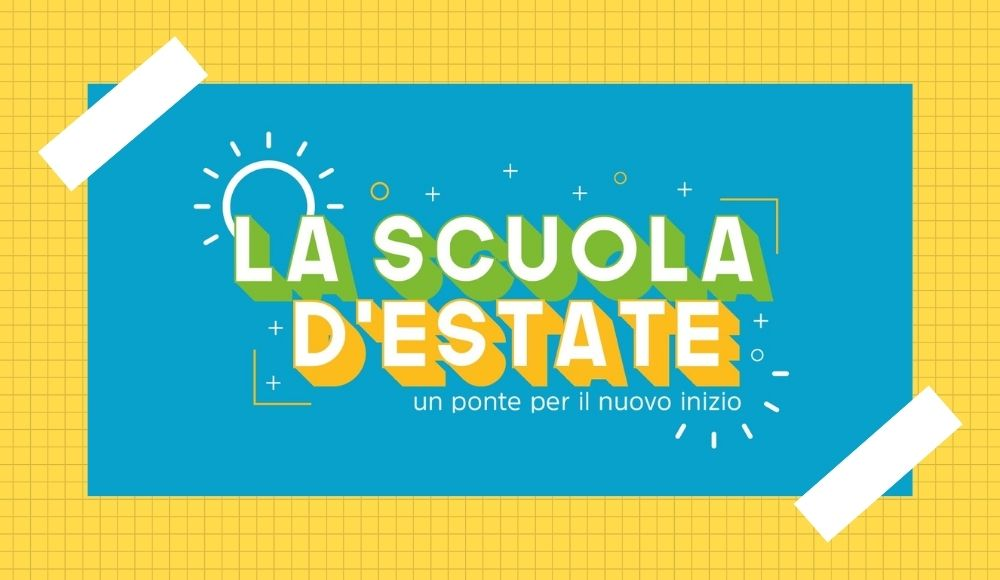 LA SCUOLA
D'ESTATE
un ponte per il nuovo inizio